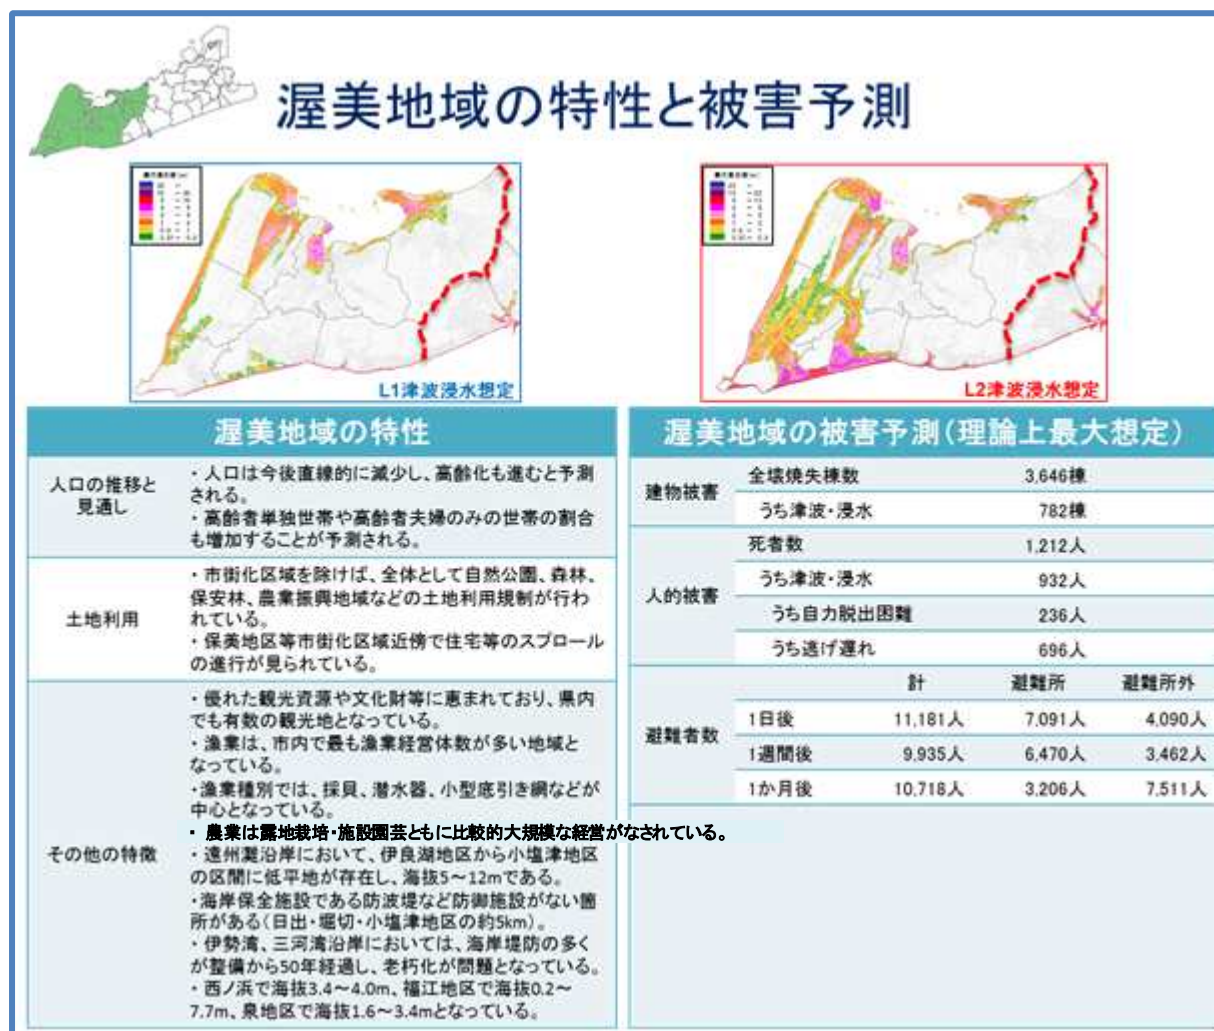 渥美地域の特性と被害予測
L1津波浸水想定
L2津波浸水想定
渥美地域の特性
人口の推移と
見通し
・人口は今後直線的に減少し、高齢化も進むと予測
される。
・高齢者単独世帯や高齢者夫婦のみの世帯の割合
も増加することが予測される。
土地利用
・市街化区域を除けば、全体として自然公園、森林、
保安林、農業振興地域などの土地利用規制が行わ
れている。
・保美地区等市街化区域近傍で住宅等のスプロール
の進行が見られている。
その他の特徴
・優れた観光資源や文化財等に恵まれており、県内
でも有数の観光地となっている。
・漁業は、市内で最も漁業経営体数が多い地域と
なっている。
・漁業種別では、採貝、潜水器、小型底引き網などが
中心となっている。
・ 農業は露地栽培・施設園芸ともに比較的大規模な経営がなされている。
・遠州灘沿岸において、伊良湖地区から小塩津地区
の区間に低平地が存在し、海抜5～12mである。
・海岸保全施設である防波堤など防御施設がない箇
所がある（日出・堀切・小塩津地区の約5km）。
・伊勢湾、三河湾沿岸においては、海岸堤防の多く
が整備から50年経過し、老朽化が問題となっている。
・西ノ浜で海抜3.4～4.0m、福江地区で海抜0.2～
7.7m、泉地区で海抜1.6～3.4mとなっている。
渥美地域の被害予測（理論上最大想定）
建物被害
全壊焼失棟数 3,646棟
うち津波・浸水 782棟
人的被害
死者数 1,212人
うち津波・浸水 932人
うち自力脱出困難 236人
うち逃げ遅れ 696人
避難者数
計 避難所 避難所外
1日後 11,181人 7,091人 4,090人
1週間後 9,935人 6,470人 3,462人
1か月後 10,718人 3,206人 7,511人